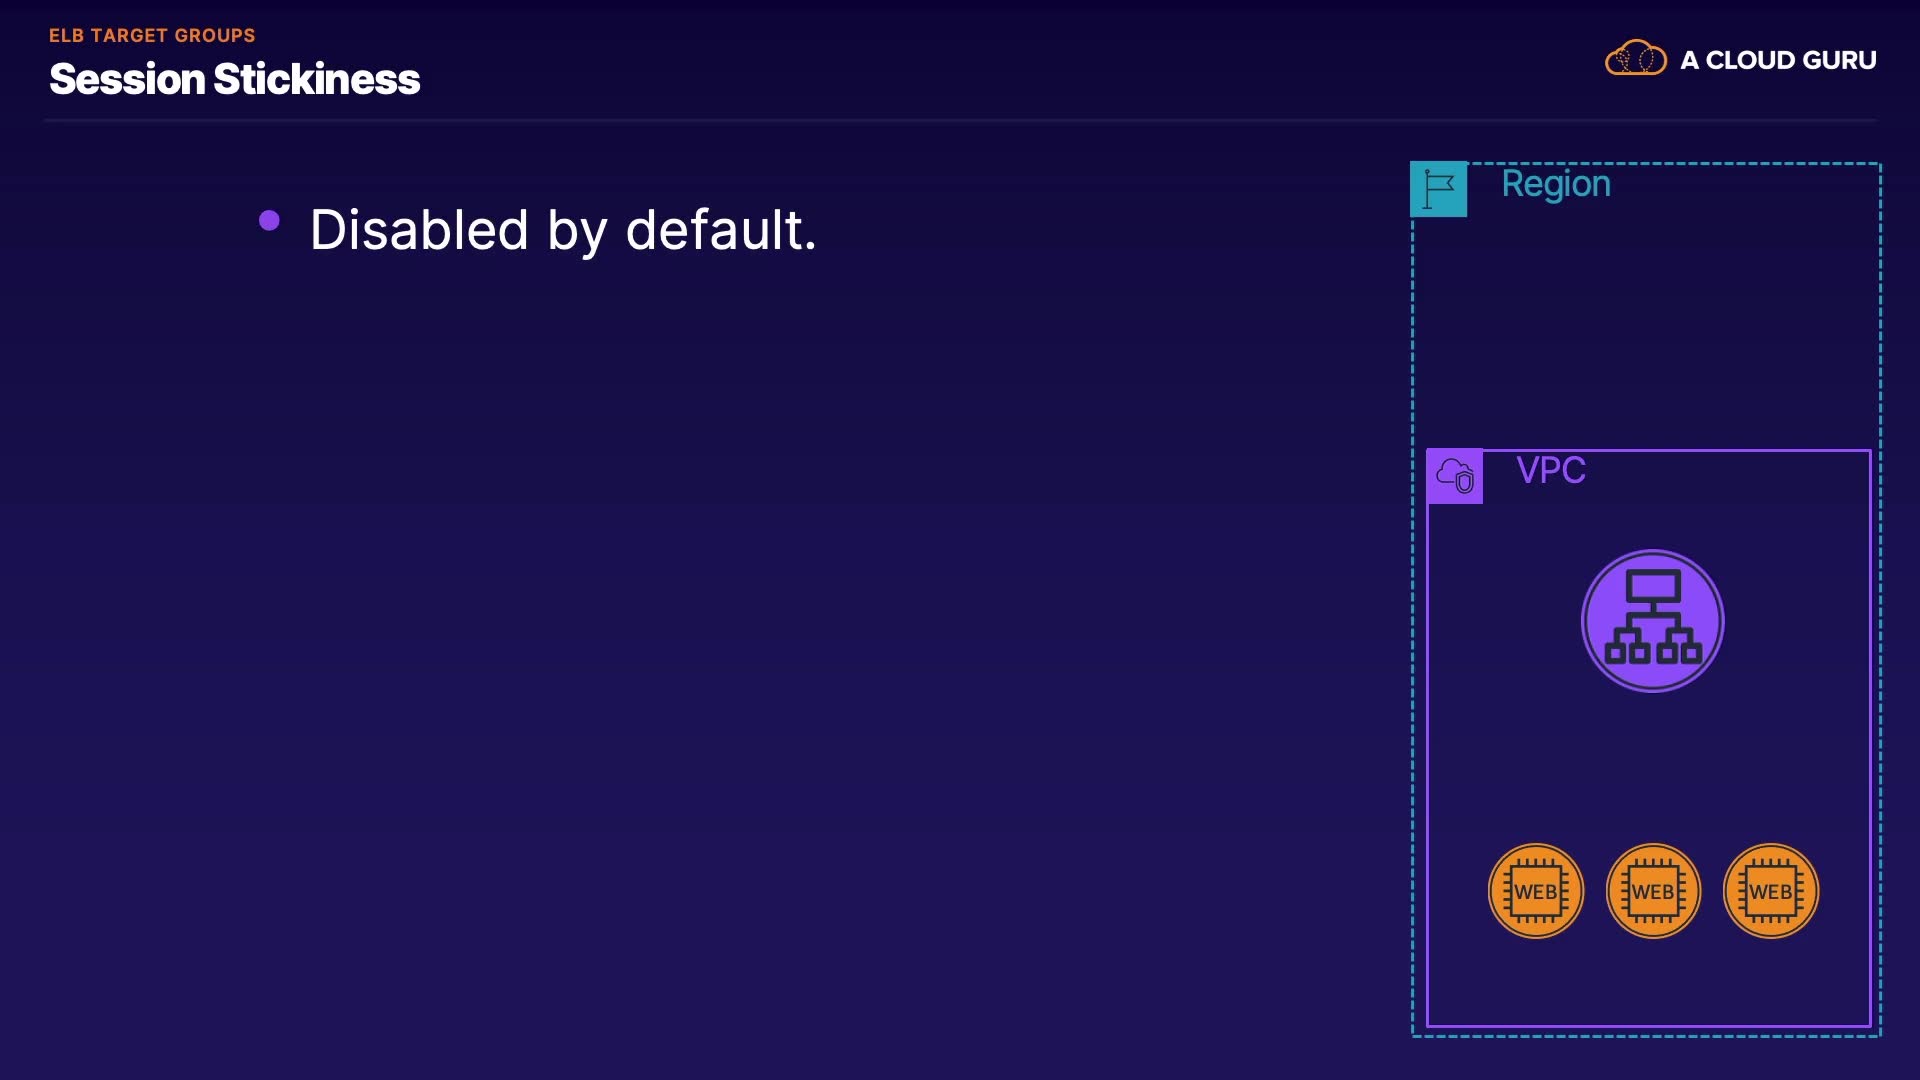 ELB TARGET GROUPS
Session Stickiness
A CLOUD GURU
Disabled by default.
Region
VPC
WEB WEB WEB